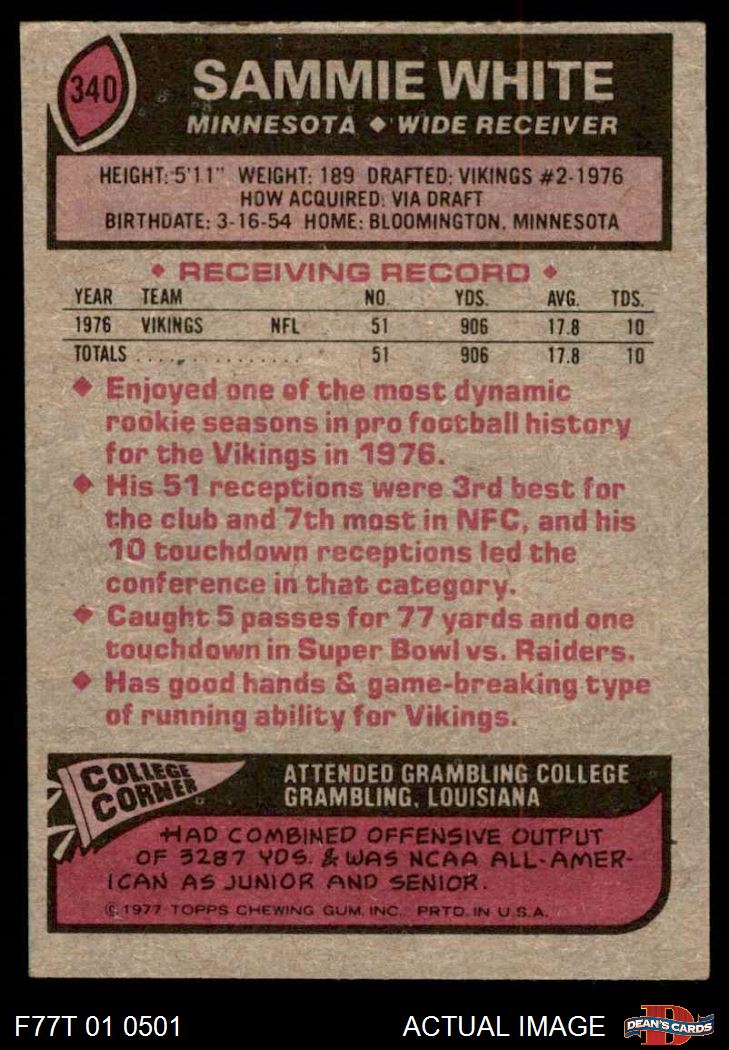 340
SAMMIE WHITE
MINNESOTA ◆ WIDE RECEIVER
HEIGHT: 5'11" WEIGHT: 189 DRAFTED: VIKINGS #2-1976
HOW ACQUIRED: VIA DRAFT
BIRTHDATE: 3-16-54 HOME: BLOOMINGTON, MINNESOTA
◆ RECEIVING RECORD ◆
YEAR TEAM NO. YDS. AVG. TDS.
1976 VIKINGS NFL 51 906 17.8 10
TOTALS . . . . . . . . . . . . . . . 51 906 17.8 10
◆ Enjoyed one of the most dynamic
rookie seasons in pro football history
for the Vikings in 1976.
◆ His 51 receptions were 3rd best for
the club and 7th most in NFC, and his
10 touchdown receptions led the
conference in that category.
◆ Caught 5 passes for 77 yards and one
touchdown in Super Bowl vs. Raiders.
◆ Has good hands & game-breaking type
of running ability for Vikings.
COLLEGE
CORNER
ATTENDED GRAMBLING COLLEGE
GRAMBLING, LOUISIANA
HAD COMBINED OFFENSIVE OUTPUT
OF 3287 YDS. & WAS NCAA ALL-AMER-
ICAN AS JUNIOR AND SENIOR.
© 1977 TOPPS CHEWING GUM, INC. PRTD. IN U.S.A.
F77T 01 0501
ACTUAL IMAGE
D
DEAN'S CARDS